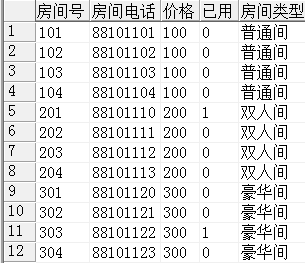 房间号 房间电话 价格 已用 房间类型
1 101 88101101 100 0 普通间
2 102 88101102 100 0 普通间
3 103 88101103 100 0 普通间
4 104 88101104 100 0 普通间
5 201 88101110 200 1 双人间
6 202 88101111 200 0 双人间
7 203 88101112 200 0 双人间
8 204 88101113 200 0 双人间
9 301 88101120 300 0 豪华间
10 302 88101121 300 0 豪华间
11 303 88101122 300 1 豪华间
12 304 88101123 300 0 豪华间